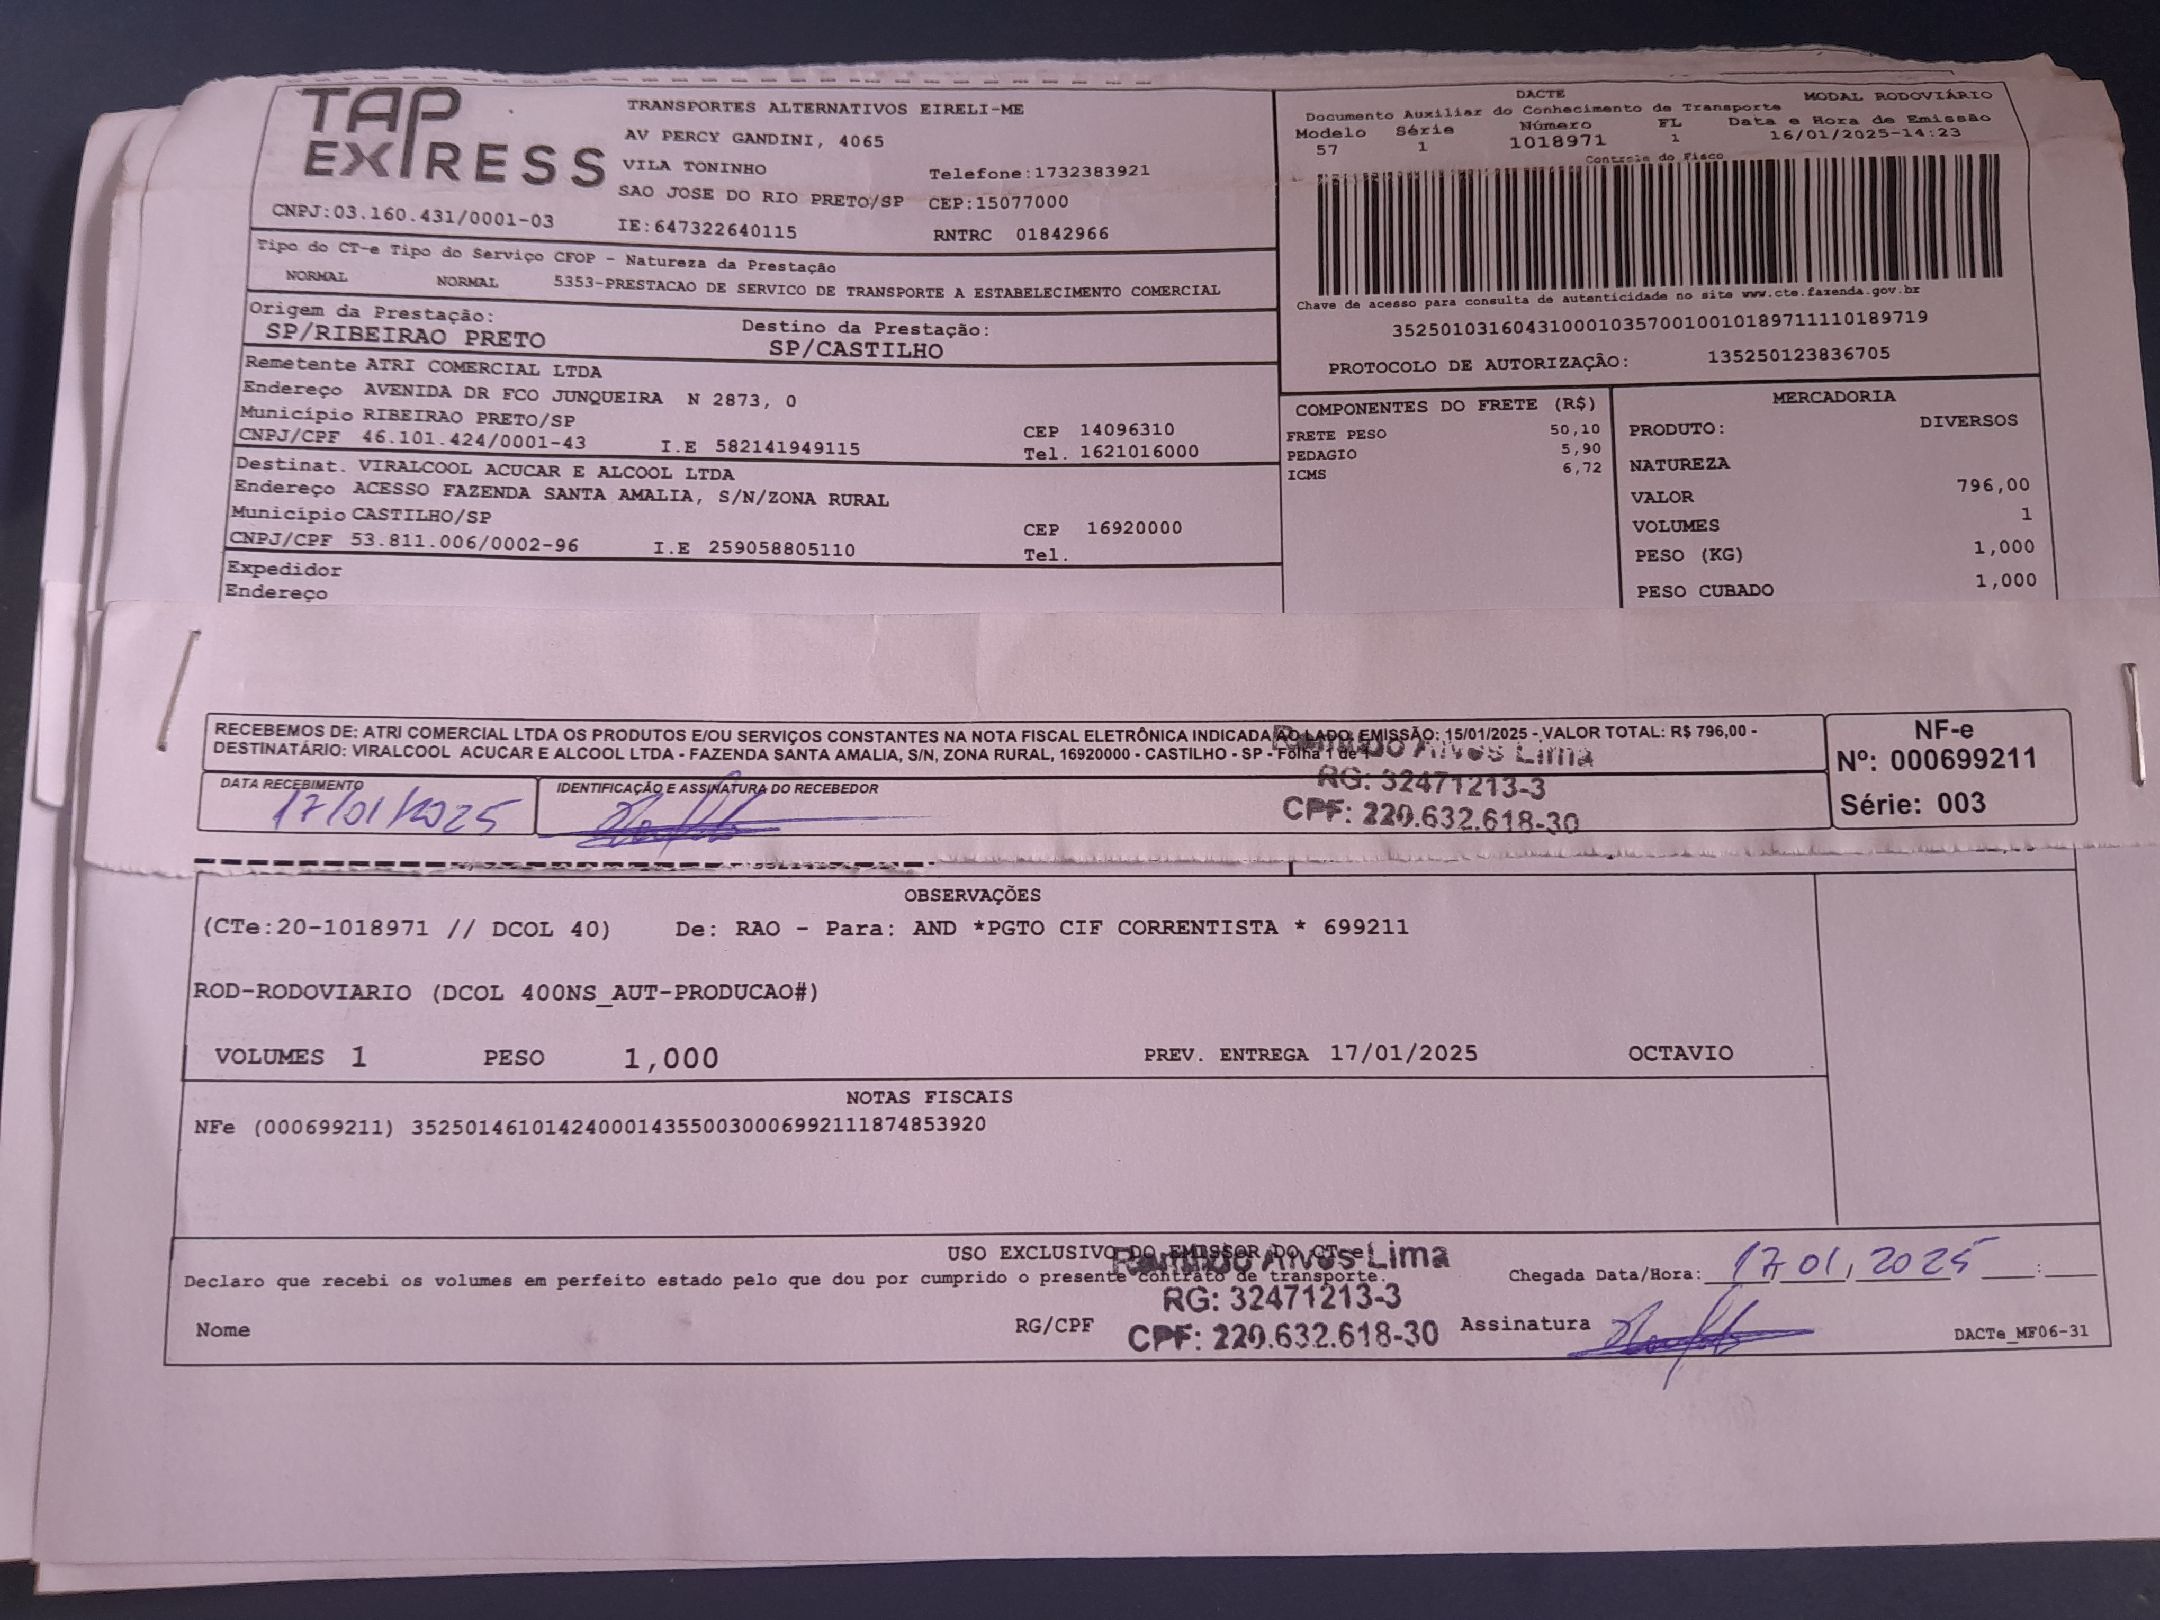 TAP EXPRESS
TRANSPORTES ALTERNATIVOS EIRELI-ME
AV PERCY GANDINI, 4065
VILA TONINHO Telefone:1732383921
SAO JOSE DO RIO PRETO/SP CEP:15077000
CNPJ:03.160.431/0001-03 IE:647322640115 RNTRC 01842966
DACTE MODAL RODOVIÁRIO
Documento Auxiliar do Conhecimento de Transporte
Modelo Série Número FL Data e Hora de Emissão
57 1 1018971 1 16/01/2025-14:23
Controle do Fisco
Chave de acesso para consulta de autenticidade no site www.cte.fazenda.gov.br
35250103160431000103570010010189711110189719
PROTOCOLO DE AUTORIZAÇÃO: 135250123836705
Tipo do CT-e Tipo do Serviço CFOP - Natureza da Prestação
NORMAL NORMAL 5353-PRESTACAO DE SERVICO DE TRANSPORTE A ESTABELECIMENTO COMERCIAL
Origem da Prestação: Destino da Prestação:
SP/RIBEIRAO PRETO SP/CASTILHO
Remetente ATRI COMERCIAL LTDA
Endereço AVENIDA DR FCO JUNQUEIRA N 2873, 0
Município RIBEIRAO PRETO/SP CEP 14096310
CNPJ/CPF 46.101.424/0001-43 I.E 582141949115 Tel. 1621016000
Destinat. VIRALCOOL ACUCAR E ALCOOL LTDA
Endereço ACESSO FAZENDA SANTA AMALIA, S/N/ZONA RURAL
Município CASTILHO/SP CEP 16920000
CNPJ/CPF 53.811.006/0002-96 I.E 259058805110 Tel.
Expedidor
Endereço
COMPONENTES DO FRETE (R$)
FRETE PESO 50,10
PEDAGIO 5,90
ICMS 6,72
MERCADORIA
PRODUTO: DIVERSOS
NATUREZA
VALOR 796,00
VOLUMES 1
PESO (KG) 1,000
PESO CUBADO 1,000
RECEBEMOS DE: ATRI COMERCIAL LTDA OS PRODUTOS E/OU SERVIÇOS CONSTANTES NA NOTA FISCAL ELETRÔNICA INDICADA AO LADO. EMISSÃO: 15/01/2025 - VALOR TOTAL: R$ 796,00 -
DESTINATÁRIO: VIRALCOOL ACUCAR E ALCOOL LTDA - FAZENDA SANTA AMALIA, S/N, ZONA RURAL, 16920000 - CASTILHO - SP - Folha 1 de 1
DATA RECEBIMENTO IDENTIFICAÇÃO E ASSINATURA DO RECEBEDOR
17/01/2025
Alves Lima
RG: 32471213-3
CPF: 220.632.618-30
NF-e
Nº: 000699211
Série: 003
OBSERVAÇÕES
(CTe:20-1018971 // DCOL 40) De: RAO - Para: AND *PGTO CIF CORRENTISTA * 699211
ROD-RODOVIARIO (DCOL 400NS_AUT-PRODUCAO#)
VOLUMES 1 PESO 1,000 PREV. ENTREGA 17/01/2025 OCTAVIO
NOTAS FISCAIS
NFe (000699211) 35250146101424000143550030006992111874853920
USO EXCLUSIVO DO EMISSOR DO CT-e
Alves Lima
Declaro que recebi os volumes em perfeito estado pelo que dou por cumprido o presente contrato de transporte. Chegada Data/Hora: 17,01,2025 :
RG: 32471213-3
Nome RG/CPF CPF: 220.632.618-30 Assinatura
DACTe_MF06-31